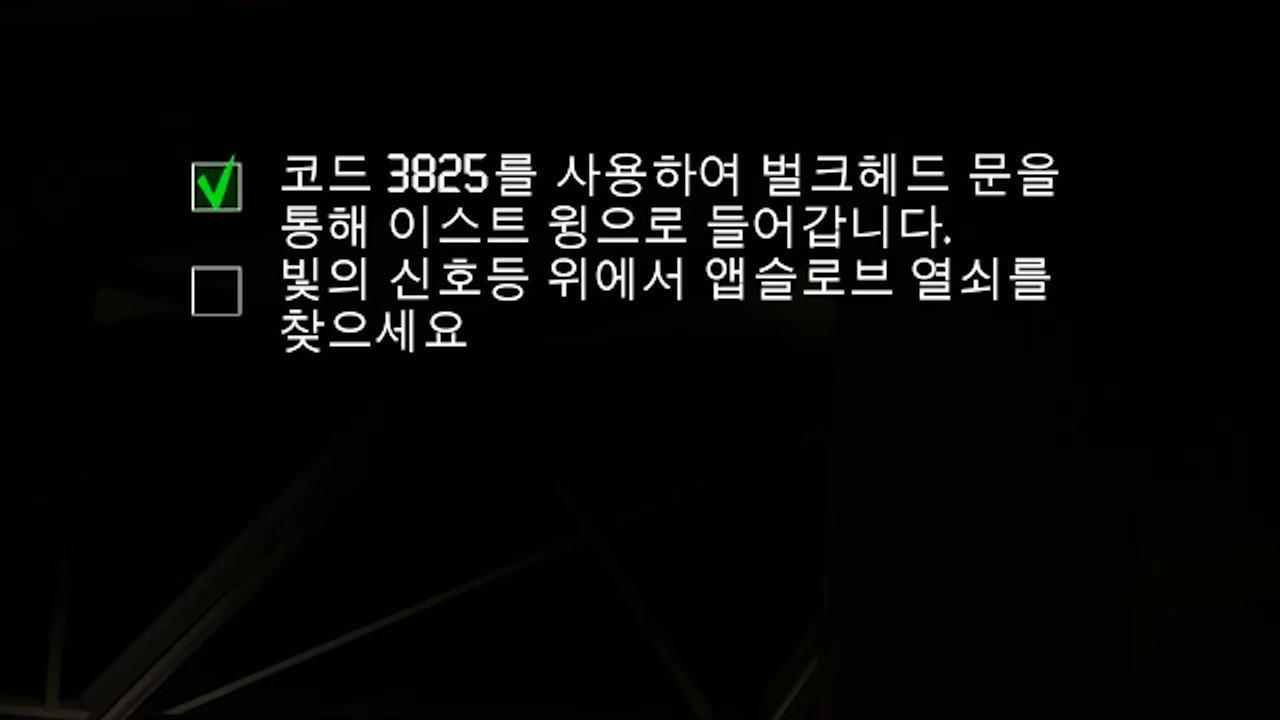 코드 3825를 사용하여 벌크헤드 문을
통해 이스트 윙으로 들어갑니다.
빛의 신호등 위에서 앱슬로브 열쇠를
찾으세요